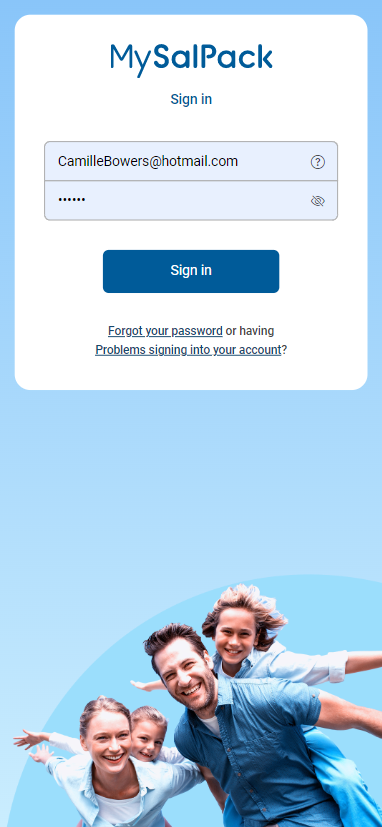 MySalPack
Sign in
CamilleBowers@hotmail.com
••••••
Sign in
Forgot your password or having
Problems signing into your account?